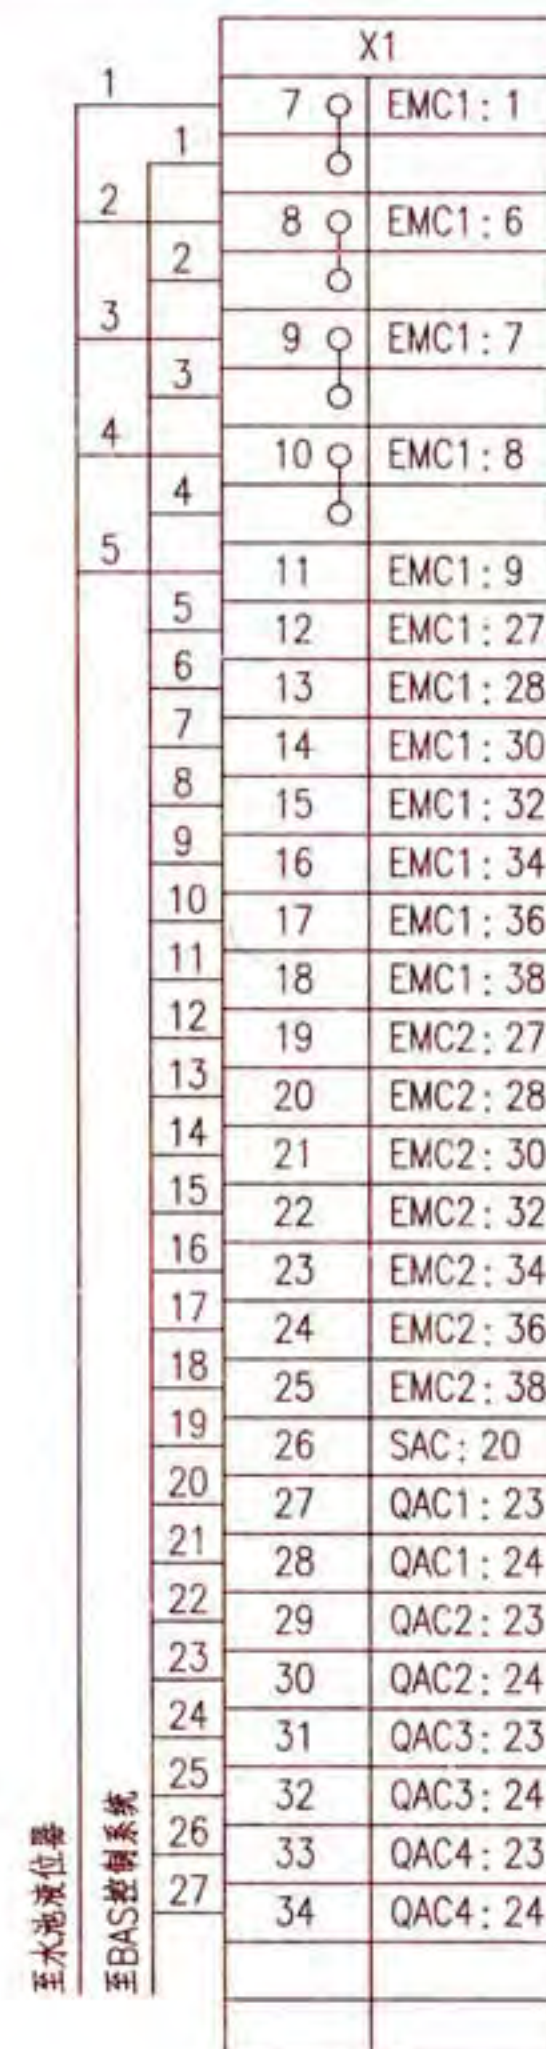 X1
1 7 EMC1:1
1
2 8 EMC1:6
2
3 9 EMC1:7
3
4 10 EMC1:8
4
5 11 EMC1:9
5 12 EMC1:27
6 13 EMC1:28
7 14 EMC1:30
8 15 EMC1:32
9 16 EMC1:34
10 17 EMC1:36
11 18 EMC1:38
12 19 EMC2:27
13 20 EMC2:28
14 21 EMC2:30
15 22 EMC2:32
16 23 EMC2:34
17 24 EMC2:36
18 25 EMC2:38
19 26 SAC:20
20 27 QAC1:23
21 28 QAC1:24
22 29 QAC2:23
23 30 QAC2:24
24 31 QAC3:23
25 32 QAC3:24
26 33 QAC4:23
27 34 QAC4:24
至水池液位器
至BAS控制系统